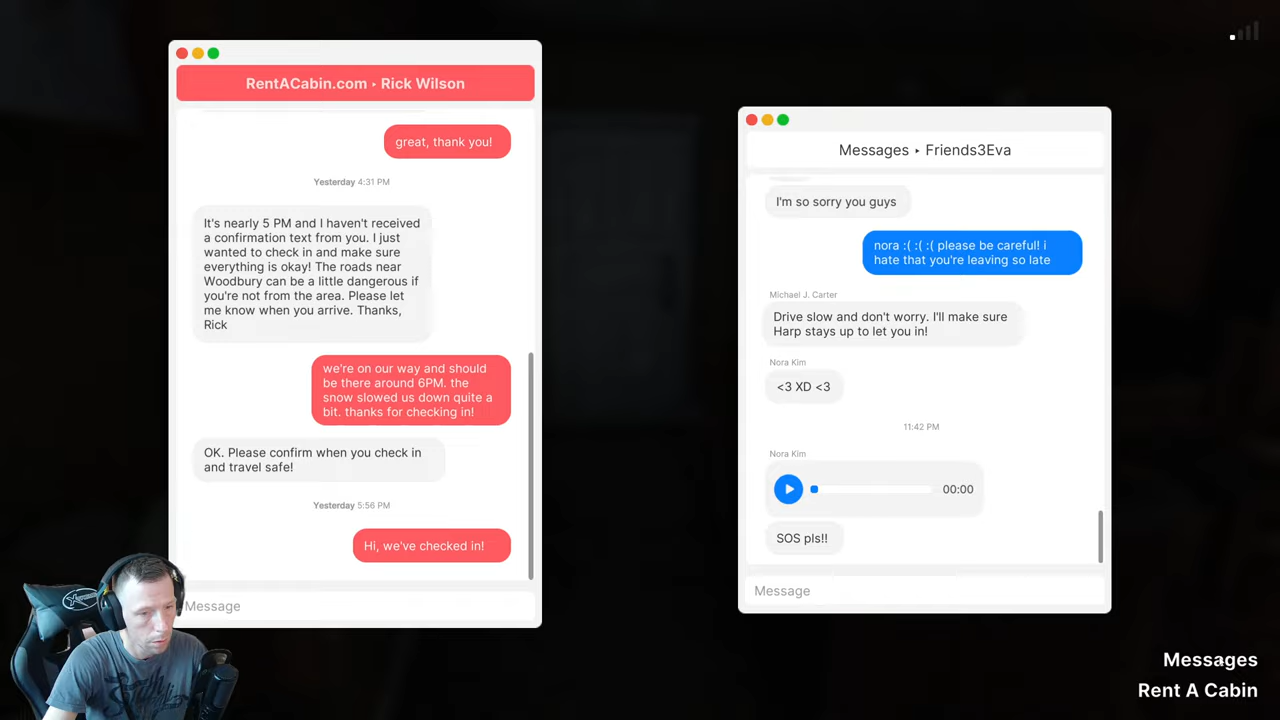 RentACabin.com ▸ Rick Wilson
great, thank you!
Yesterday 4:31 PM
It's nearly 5 PM and I haven't received
a confirmation text from you. I just
wanted to check in and make sure
everything is okay! The roads near
Woodbury can be a little dangerous if
you're not from the area. Please let
me know when you arrive. Thanks,
Rick
we're on our way and should
be there around 6PM. the
snow slowed us down quite a
bit. thanks for checking in!
OK. Please confirm when you check in
and travel safe!
Yesterday 5:56 PM
Hi, we've checked in!
Message
Messages ▸ Friends3Eva
I'm so sorry you guys
nora :( :( :( please be careful! i
hate that you're leaving so late
Michael J. Carter
Drive slow and don't worry. I'll make sure
Harp stays up to let you in!
Nora Kim
<3 XD <3
11:42 PM
Nora Kim
00:00
SOS pls!!
Message
Messages
Rent A Cabin